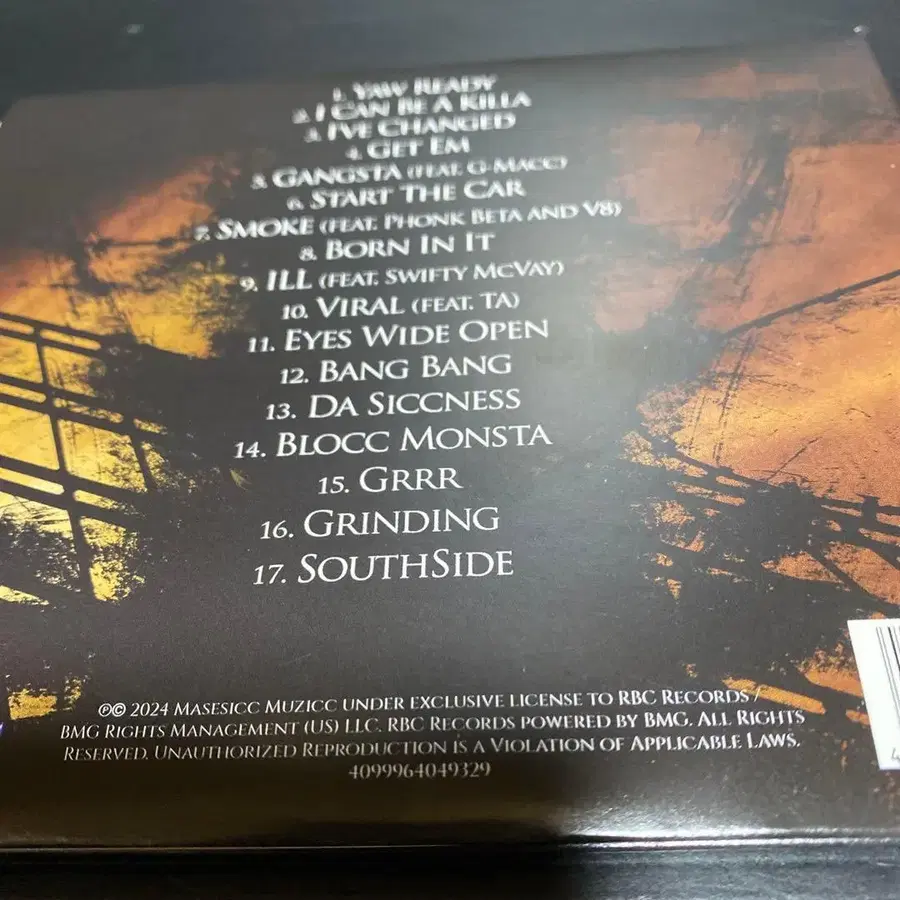 1. Yaw Ready
2. I Can Be A Killa
3. I've Changed
4. Get Em
5. Gangsta (feat. G-Macc)
6. Start The Car
7. Smoke (feat. Phonk Beta and V8)
8. Born In It
9. Ill (feat. Swifty McVay)
10. Viral (feat. TA)
11. Eyes Wide Open
12. Bang Bang
13. Da Siccness
14. Blocc Monsta
15. Grrr
16. Grinding
17. SouthSide
℗© 2024 Masesicc Muzicc under exclusive license to RBC Records /
BMG Rights Management (US) LLC. RBC Records powered by BMG. All Rights
Reserved. Unauthorized Reproduction is a Violation of Applicable Laws.
4099964049329
4